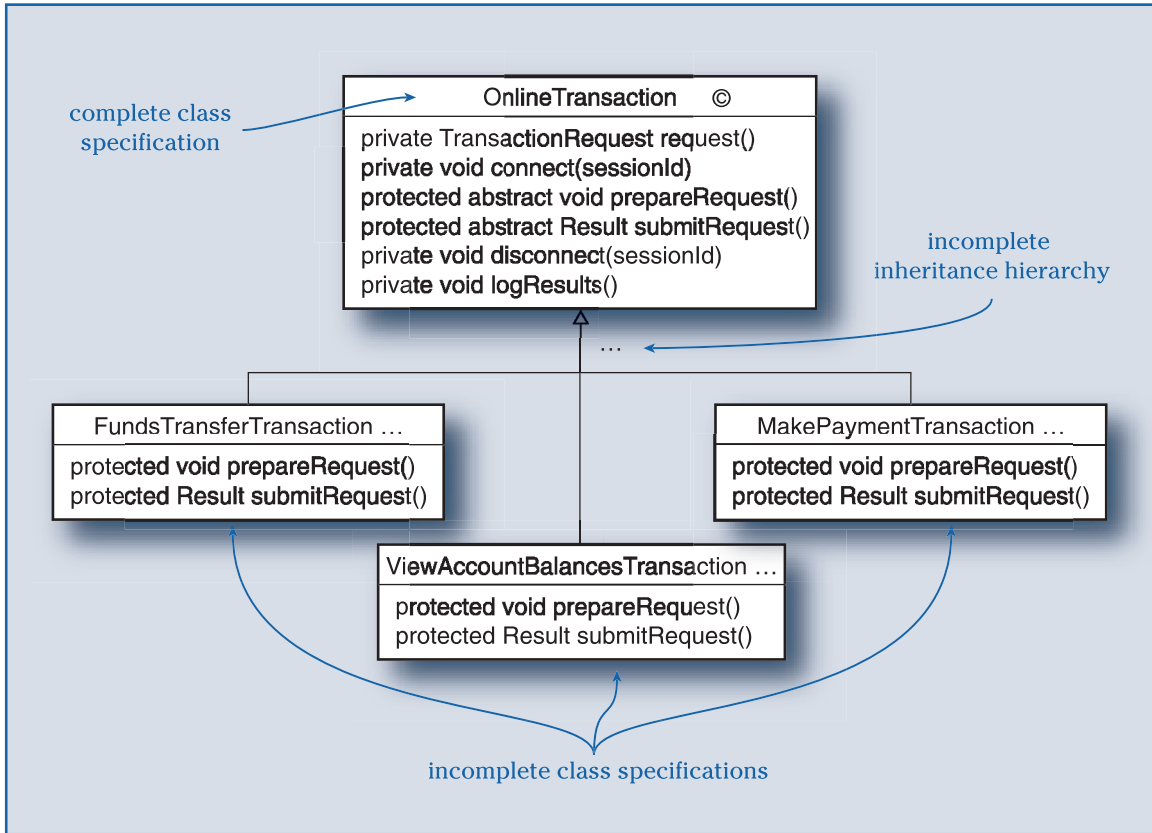 complete class
specification
OnlineTransaction ©
private TransactionRequest request()
private void connect(sessionId)
protected abstract void prepareRequest()
protected abstract Result submitRequest()
private void disconnect(sessionId)
private void logResults()
incomplete
inheritance hierarchy
...
FundsTransferTransaction ...
protected void prepareRequest()
protected Result submitRequest()
MakePaymentTransaction ...
protected void prepareRequest()
protected Result submitRequest()
ViewAccountBalancesTransaction ...
protected void prepareRequest()
protected Result submitRequest()
incomplete class specifications